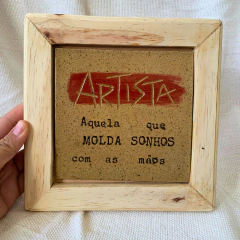 ARTISTA
Aquela que
MOLDA SONHOS
com as mãos